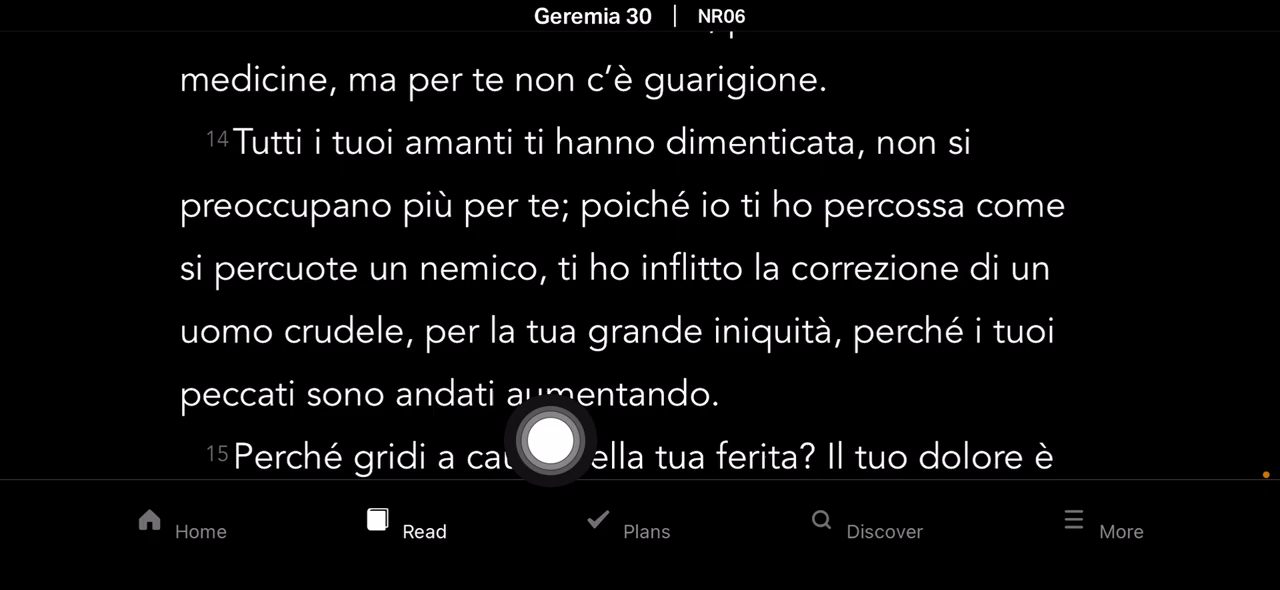 Geremia 30 | NR06
medicine, ma per te non c’è guarigione.
14 Tutti i tuoi amanti ti hanno dimenticata, non si
preoccupano più per te; poiché io ti ho percossa come
si percuote un nemico, ti ho inflitto la correzione di un
uomo crudele, per la tua grande iniquità, perché i tuoi
peccati sono andati aumentando.
15 Perché gridi a tua ferita? Il tuo dolore è
Home Read Plans Discover More